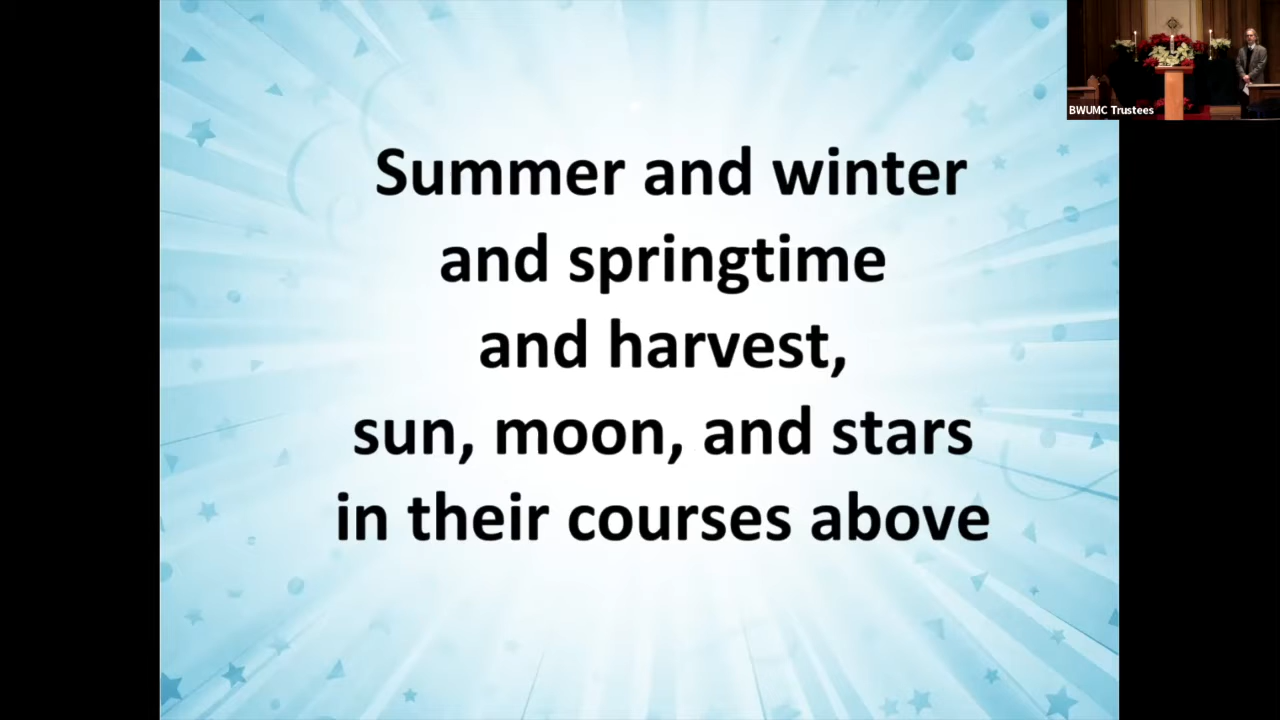 Summer and winter
and springtime
and harvest,
sun, moon, and stars
in their courses above
BWUMC Trustees